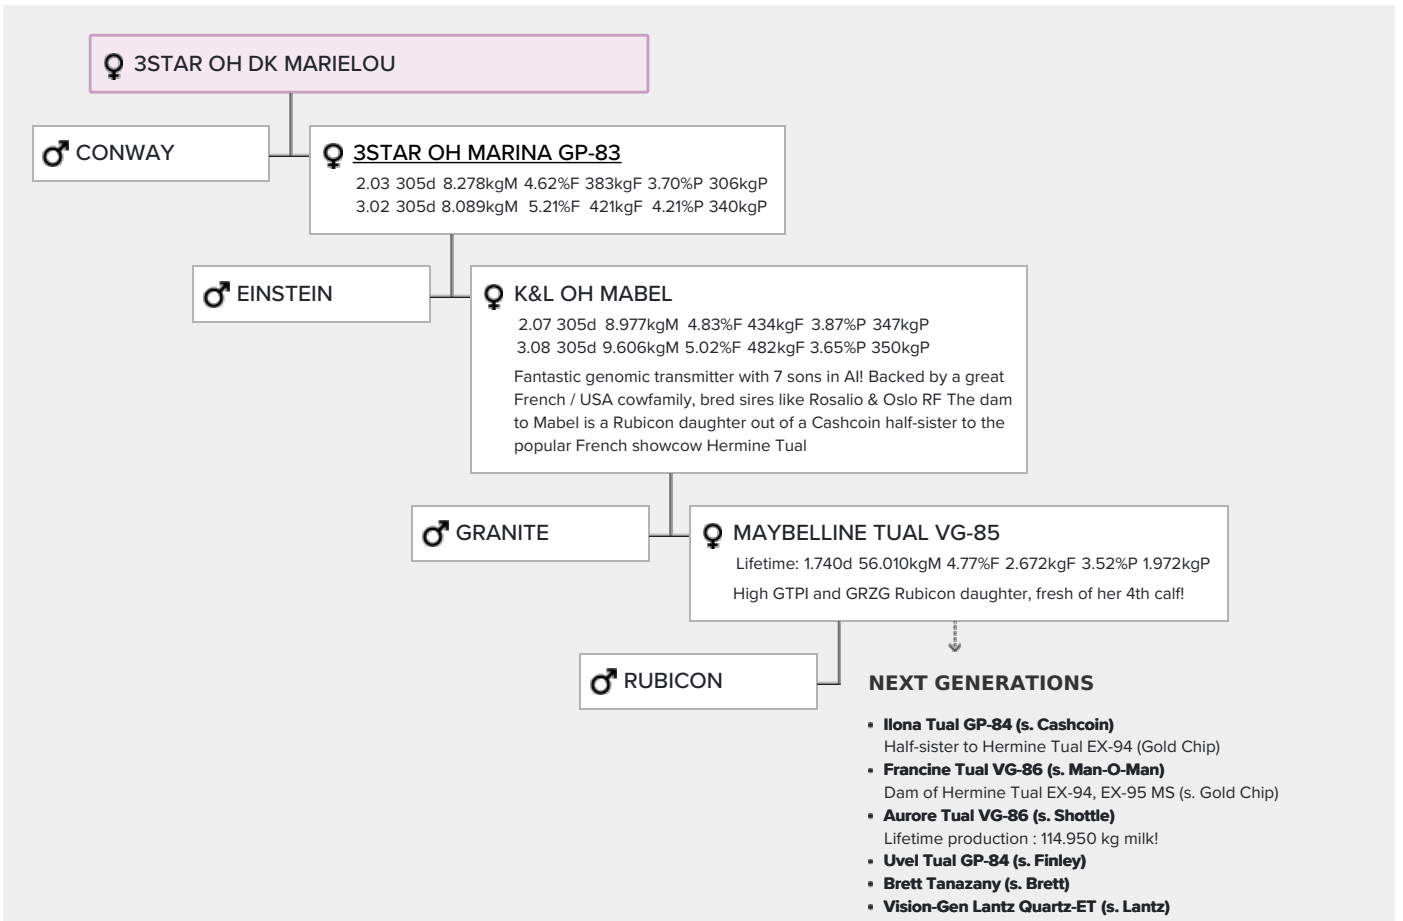 3STAR OH DK MARIELOU
CONWAY
3STAR OH MARINA GP-83
2.03 305d 8.278kgM 4.62%F 383kgF 3.70%P 306kgP
3.02 305d 8.089kgM 5.21%F 421kgF 4.21%P 340kgP
EINSTEIN
K&L OH MABEL
2.07 305d 8.977kgM 4.83%F 434kgF 3.87%P 347kgP
3.08 305d 9.606kgM 5.02%F 482kgF 3.65%P 350kgP
Fantastic genomic transmitter with 7 sons in AI! Backed by a great
French / USA cowfamily, bred sires like Rosalio & Oslo RF The dam
to Mabel is a Rubicon daughter out of a Cashcoin half-sister to the
popular French showcow Hermine Tual
GRANITE
MAYBELLINE TUAL VG-85
Lifetime: 1.740d 56.010kgM 4.77%F 2.672kgF 3.52%P 1.972kgP
High GTPI and GRZG Rubicon daughter, fresh of her 4th calf!
RUBICON
NEXT GENERATIONS
• Ilona Tual GP-84 (s. Cashcoin)
Half-sister to Hermine Tual EX-94 (Gold Chip)
• Francine Tual VG-86 (s. Man-O-Man)
Dam of Hermine Tual EX-94, EX-95 MS (s. Gold Chip)
• Aurore Tual VG-86 (s. Shottle)
Lifetime production : 114.950 kg milk!
• Uvel Tual GP-84 (s. Finley)
• Brett Tanazany (s. Brett)
• Vision-Gen Lantz Quartz-ET (s. Lantz)